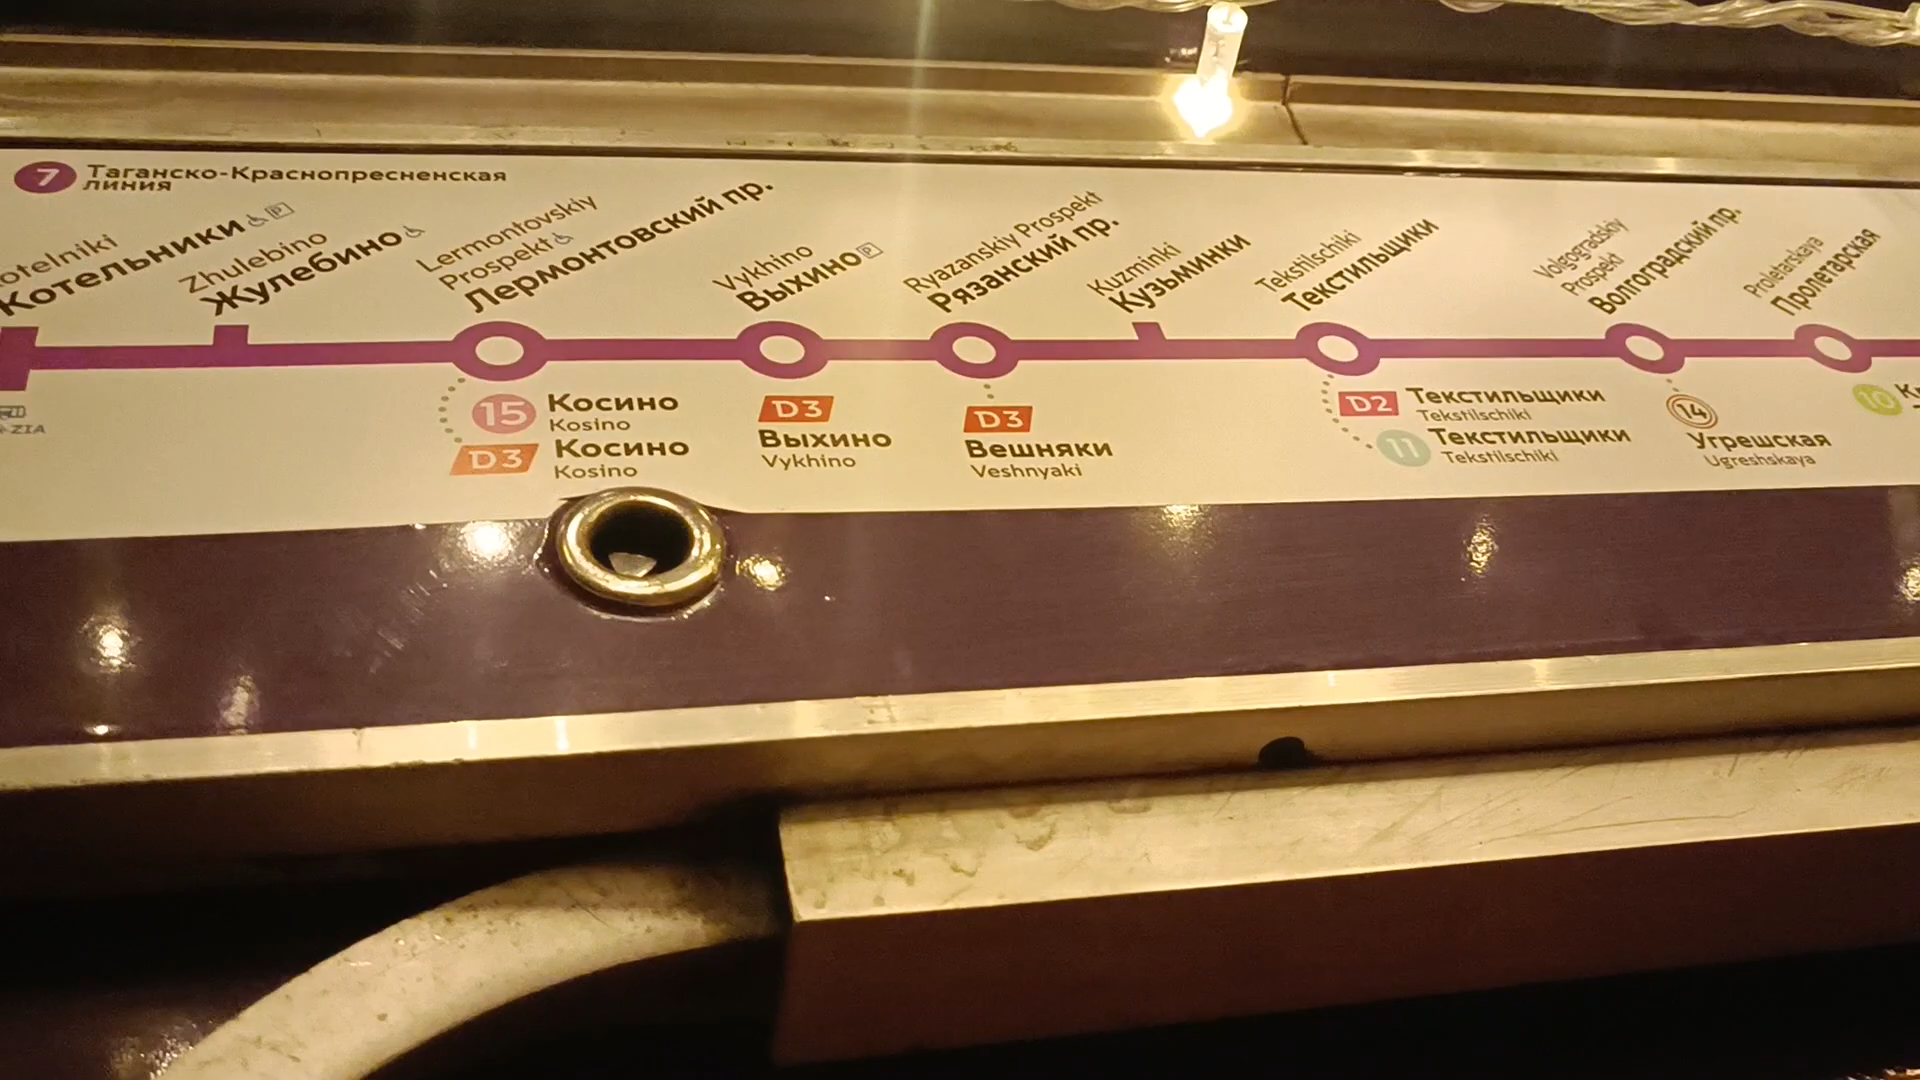 7 Таганско-Краснопресненская
линия
Котельники P
Zhulebino
Жулебино
Lermontovskiy
Prospekt
Лермонтовский пр.
Vykhino
Выхино P
Ryazanskiy Prospekt
Рязанский пр.
Kuzminki
Кузьминки
Tekstilschiki
Текстильщики
Volgogradskiy
Prospekt
Волгоградский пр.
Proletarskaya
Пролетарская
15 Косино
Kosino
D3 Косино
Kosino
D3
Выхино
Vykhino
D3
Вешняки
Veshnyaki
D2 Текстильщики
Tekstilschiki
11 Текстильщики
Tekstilschiki
14
Угрешская
Ugreshskaya
10